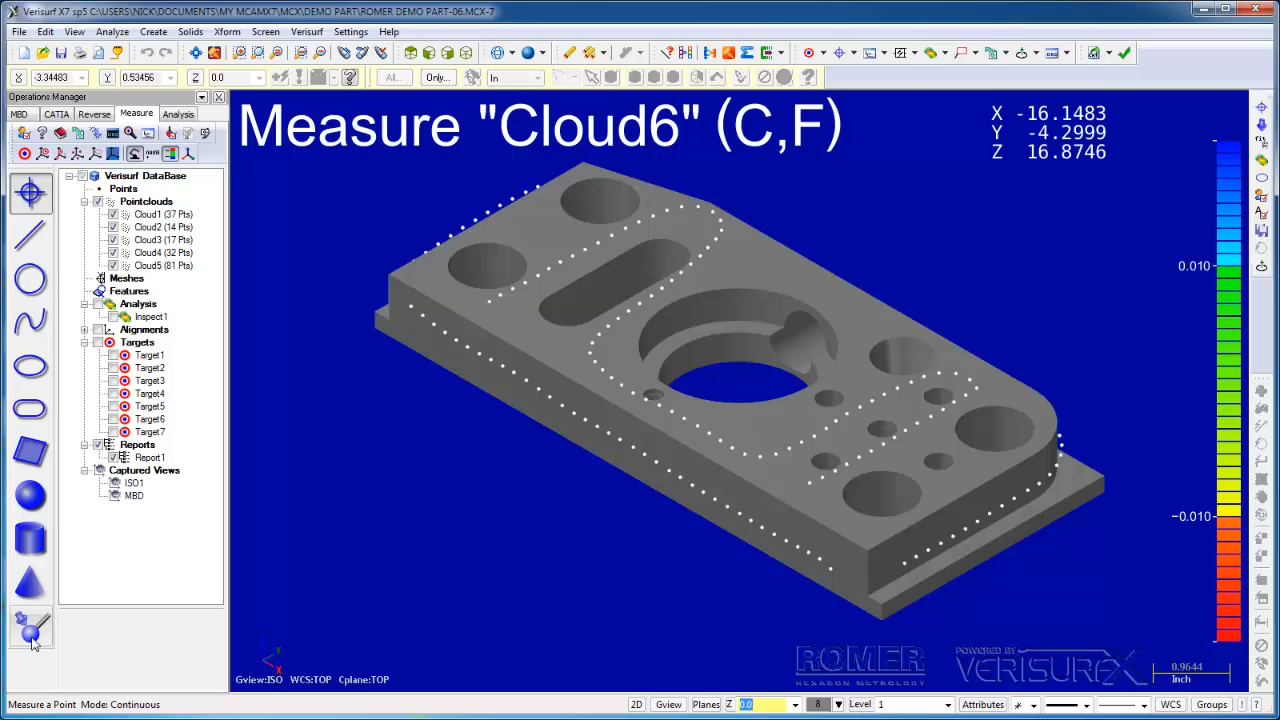 Verisurf X7 sp5 C:\USERS\NICK\DOCUMENTS\MY MCAMX7\MCX\DEMO PART\ROMER DEMO PART-06.MCX-7
File Edit View Analyze Create Solids Xform Screen Verisurf Settings Help
X -3.34483 Y 0.53456 Z 0.0 All... Only... In
Operations Manager
MBD CATIA Reverse Measure Analysis
Verisurf DataBase
Points
Pointclouds
Cloud1 (37 Pts)
Cloud2 (14 Pts)
Cloud3 (17 Pts)
Cloud4 (32 Pts)
Cloud5 (81 Pts)
Meshes
Features
Analysis
Inspect1
Alignments
Targets
Target1
Target2
Target3
Target4
Target5
Target6
Target7
Reports
Report1
Captured Views
ISO1
MBD
Measure "Cloud6" (C,F)
X -16.1483
Y -4.2999
Z 16.8746
0.010
-0.010
Y
X
Gview:ISO WCS:TOP Cplane:TOP
ROMER
HEXAGON METROLOGY
POWERED BY
VERISURF X
0.9644
Inch
Measure Point Mode: Continuous
2D Gview Planes Z 0.0 8 Level 1 Attributes WCS Groups ?